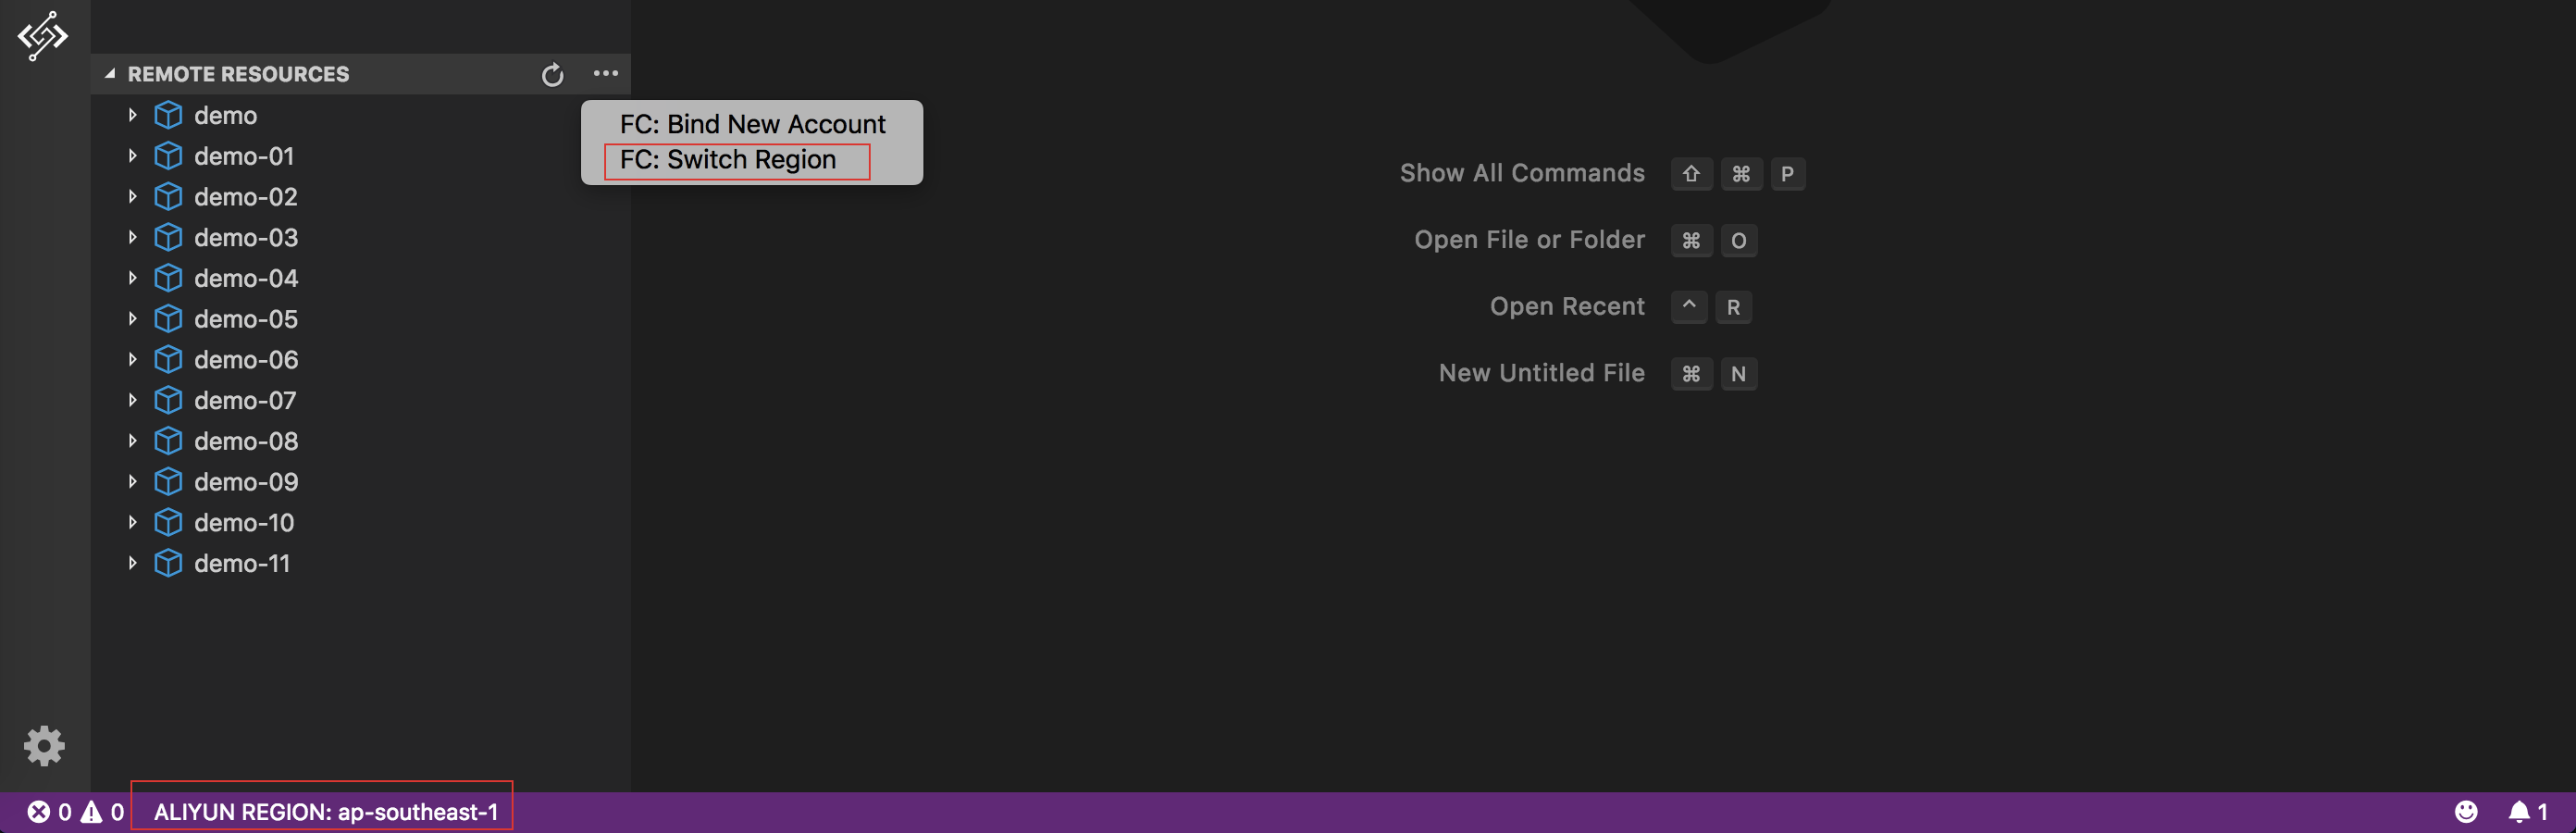 REMOTE RESOURCES
demo
demo-01
demo-02
demo-03
demo-04
demo-05
demo-06
demo-07
demo-08
demo-09
demo-10
demo-11
FC: Bind New Account
FC: Switch Region
Show All Commands ⇧ ⌘ P
Open File or Folder ⌘ O
Open Recent ^ R
New Untitled File ⌘ N
0 0 ALIYUN REGION: ap-southeast-1
1